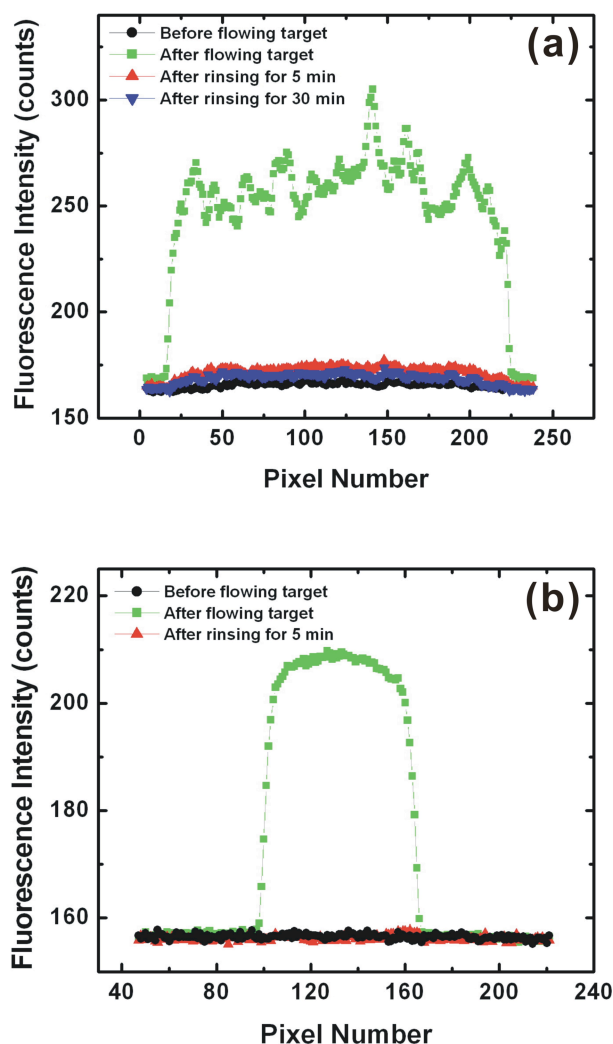 Before flowing target
After flowing target
After rinsing for 5 min
After rinsing for 30 min
(a)
Fluorescence Intensity (counts)
300
250
200
150
0 50 100 150 200 250
Pixel Number
Before flowing target
After flowing target
After rinsing for 5 min
(b)
Fluorescence Intensity (counts)
220
200
180
160
40 80 120 160 200 240
Pixel Number